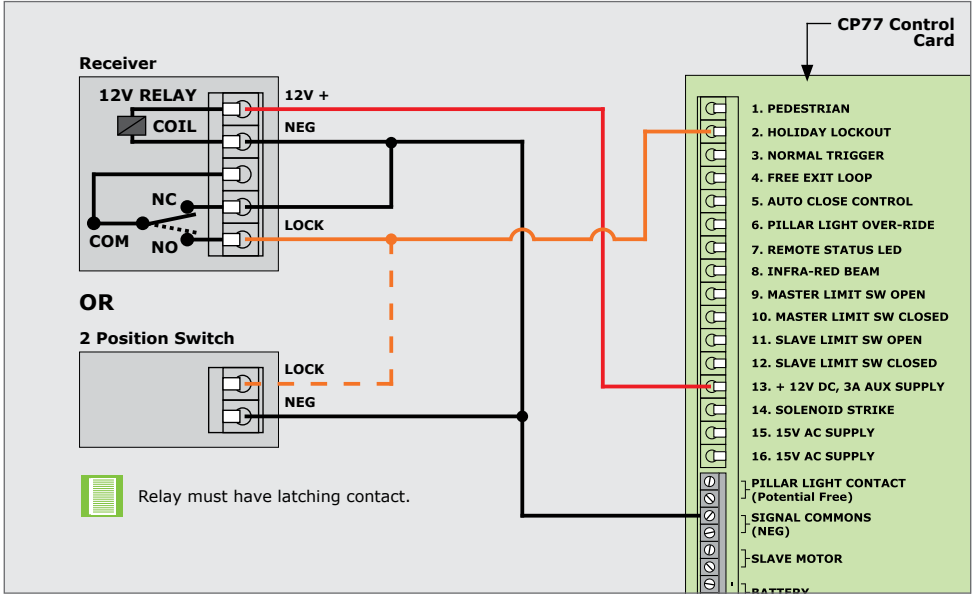 CP77 Control
Card
Receiver
12V RELAY
COIL
NC
COM
NO
12V +
NEG
LOCK
OR
2 Position Switch
LOCK
NEG
Relay must have latching contact.
1. PEDESTRIAN
2. HOLIDAY LOCKOUT
3. NORMAL TRIGGER
4. FREE EXIT LOOP
5. AUTO CLOSE CONTROL
6. PILLAR LIGHT OVER-RIDE
7. REMOTE STATUS LED
8. INFRA-RED BEAM
9. MASTER LIMIT SW OPEN
10. MASTER LIMIT SW CLOSED
11. SLAVE LIMIT SW OPEN
12. SLAVE LIMIT SW CLOSED
13. + 12V DC, 3A AUX SUPPLY
14. SOLENOID STRIKE
15. 15V AC SUPPLY
16. 15V AC SUPPLY
PILLAR LIGHT CONTACT
(Potential Free)
SIGNAL COMMONS
(NEG)
SLAVE MOTOR
BATTERY